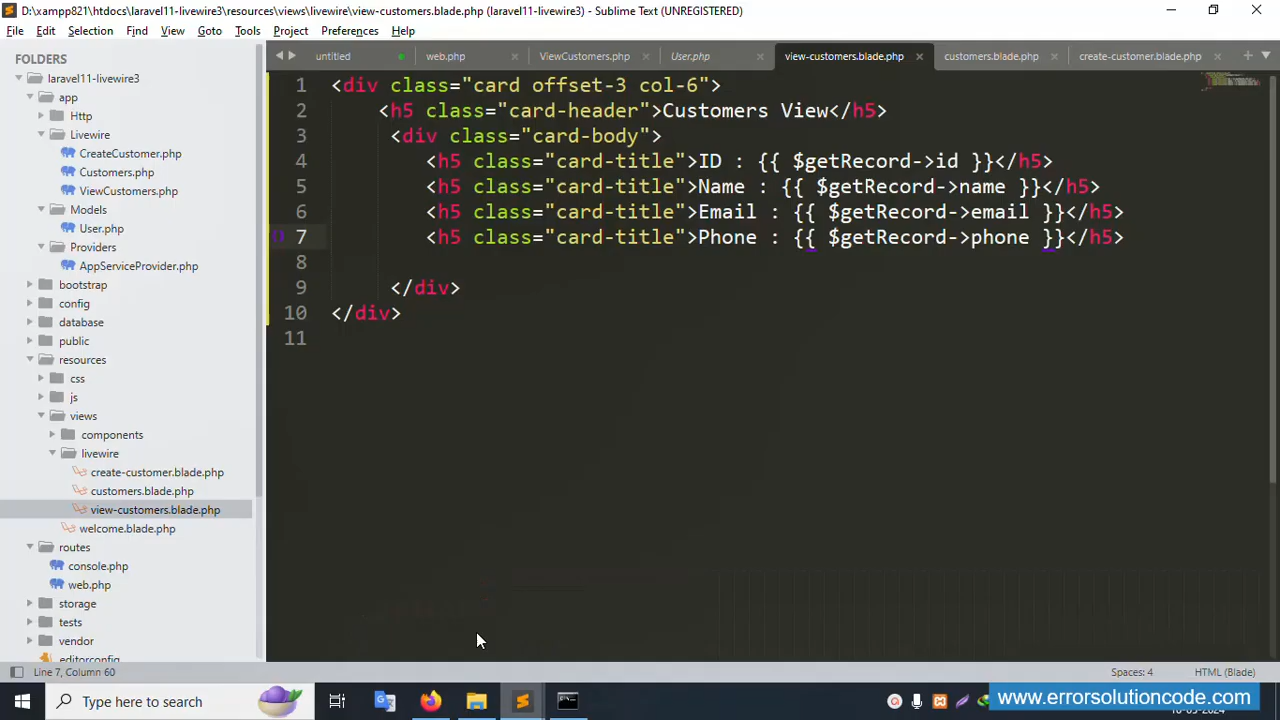 D:\xampp821\htdocs\laravel11-livewire3\resources\views\livewire\view-customers.blade.php (laravel11-livewire3) - Sublime Text (UNREGISTERED)
File Edit Selection Find View Goto Tools Project Preferences Help
FOLDERS
laravel11-livewire3
app
Http
Livewire
CreateCustomer.php
Customers.php
ViewCustomers.php
Models
User.php
Providers
AppServiceProvider.php
bootstrap
config
database
public
resources
css
js
views
components
livewire
create-customer.blade.php
customers.blade.php
view-customers.blade.php
welcome.blade.php
routes
console.php
web.php
storage
tests
vendor
editorconfig
untitled web.php ViewCustomers.php User.php view-customers.blade.php customers.blade.php create-customer.blade.php
1 <div class="card offset-3 col-6">
2 <h5 class="card-header">Customers View</h5>
3 <div class="card-body">
4 <h5 class="card-title">ID : {{ $getRecord->id }}</h5>
5 <h5 class="card-title">Name : {{ $getRecord->name }}</h5>
6 <h5 class="card-title">Email : {{ $getRecord->email }}</h5>
7 <h5 class="card-title">Phone : {{ $getRecord->phone }}</h5>
8
9 </div>
10 </div>
11
Line 7, Column 60 Spaces: 4 HTML (Blade)
Type here to search
www.errorsolutioncode.com